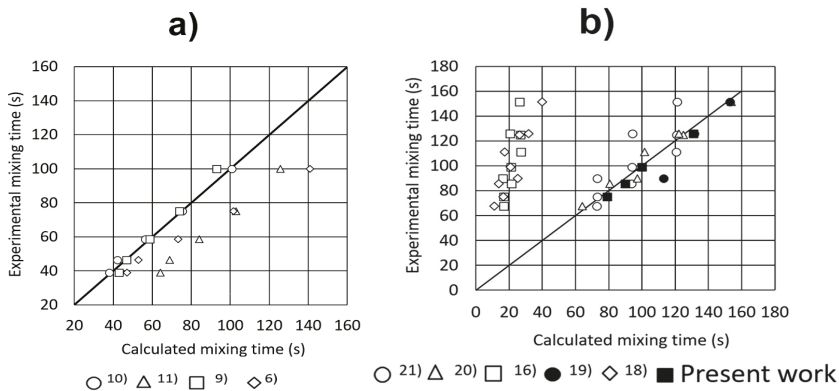 a)
160
140
120
100
80
60
40
20
20 40 60 80 100 120 140 160
Experimental mixing time (s)
Calculated mixing time (s)
10) 11) 9) 6)
b)
180
160
140
120
100
80
60
40
20
0
0 20 40 60 80 100 120 140 160 180
Experimental mixing time (s)
Calculated mixing time (s)
21) 20) 16) 19) 18) Present work